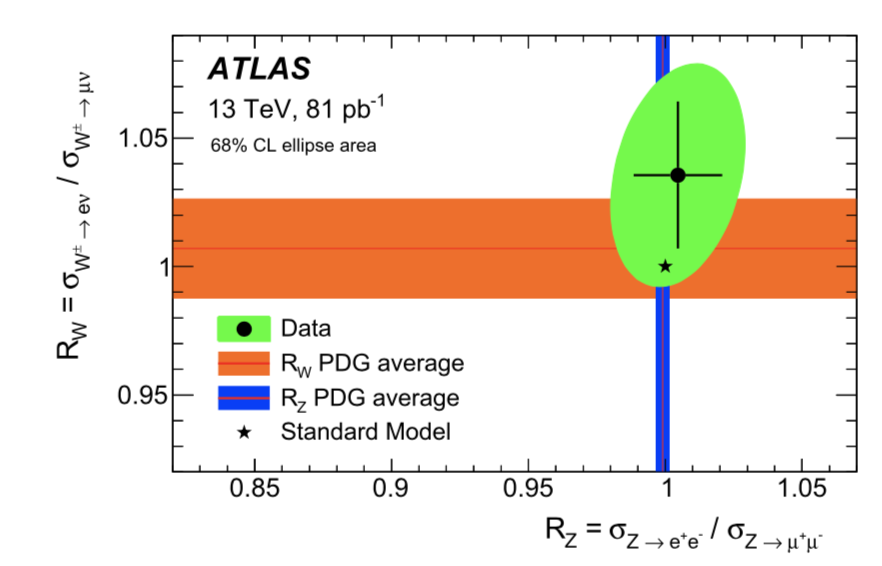 ATLAS
13 TeV, 81 pb⁻¹
68% CL ellipse area
R_W = σ_{W^± → eν} / σ_{W^± → μν}
1.05
1
0.95
Data
R_W PDG average
R_Z PDG average
Standard Model
0.85 0.9 0.95 1 1.05
R_Z = σ_{Z → e⁺e⁻} / σ_{Z → μ⁺μ⁻}